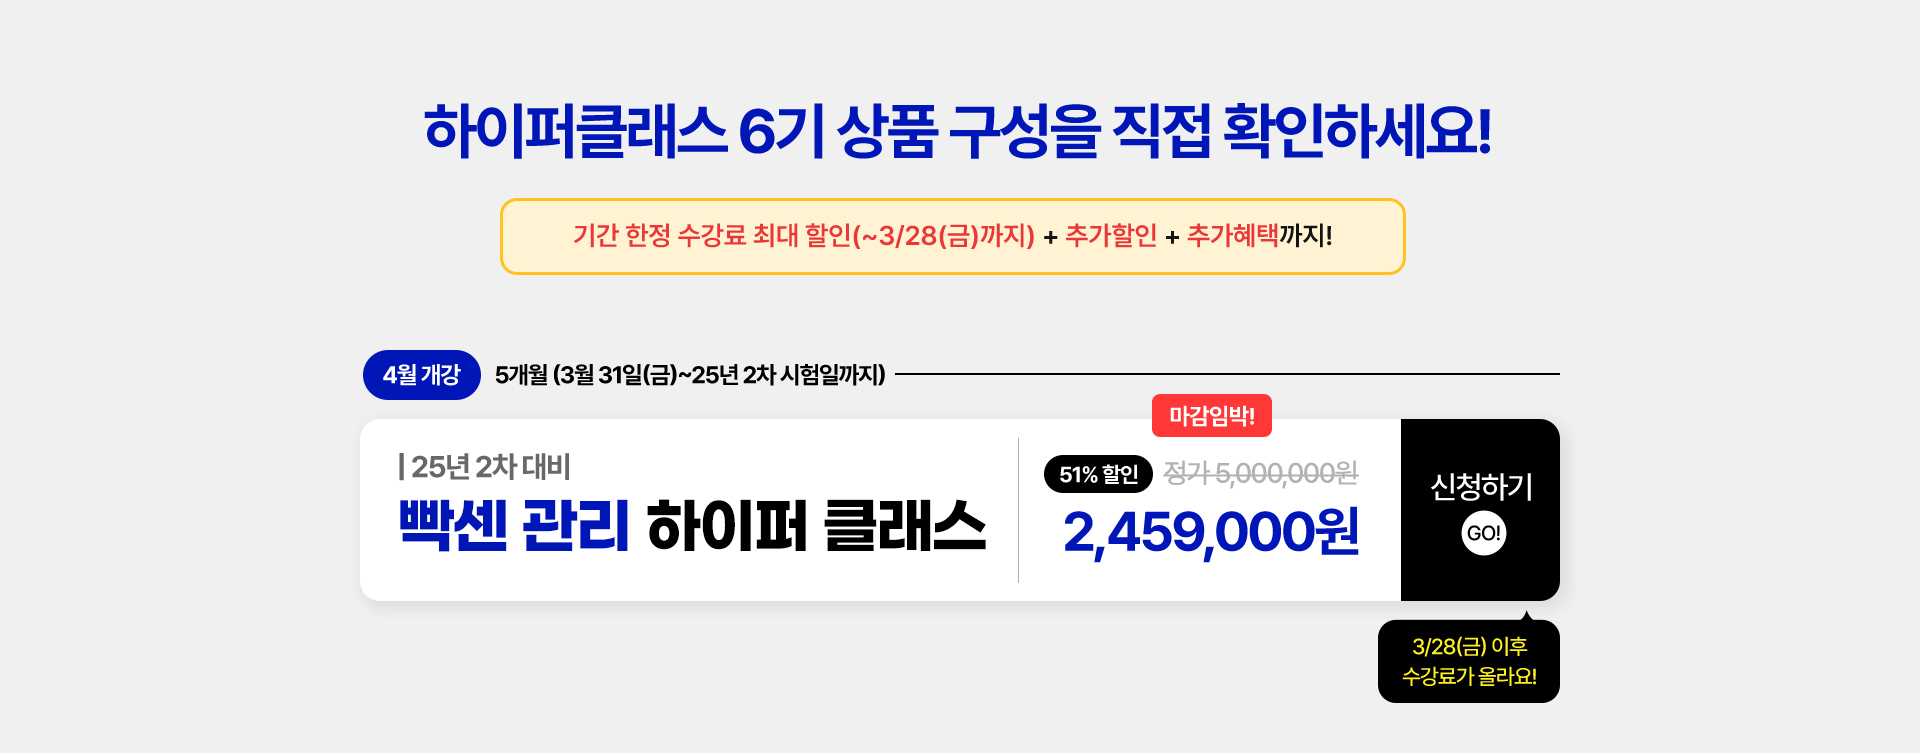 하이퍼클래스 6기 상품 구성을 직접 확인하세요!
기간 한정 수강료 최대 할인(~3/28(금)까지) + 추가할인 + 추가혜택까지!
4월 개강 5개월 (3월 31일(금)~25년 2차 시험일까지)
마감임박!
| 25년 2차 대비
빡센 관리 하이퍼 클래스
51% 할인 정가 5,000,000원
2,459,000원
신청하기
GO!
3/28(금) 이후
수강료가 올라요!